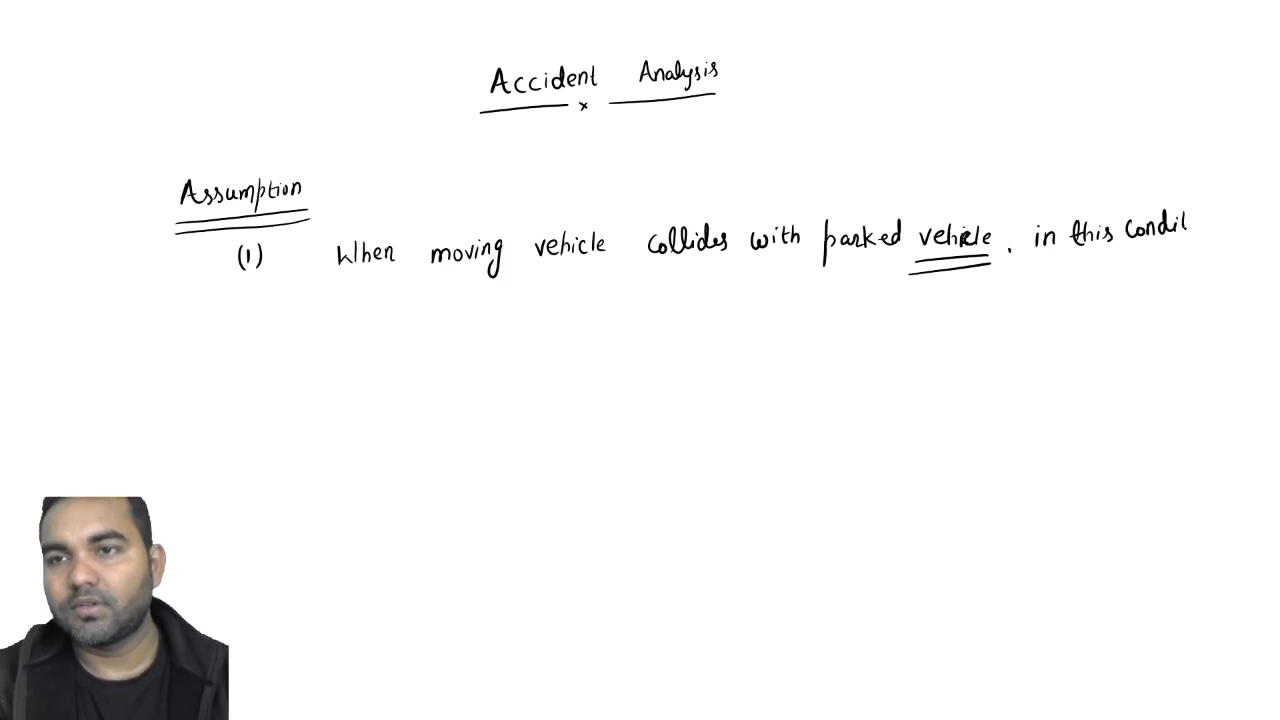 Accident Analysis
Assumption
(1) When moving vehicle collides with parked vehicle, in this condit